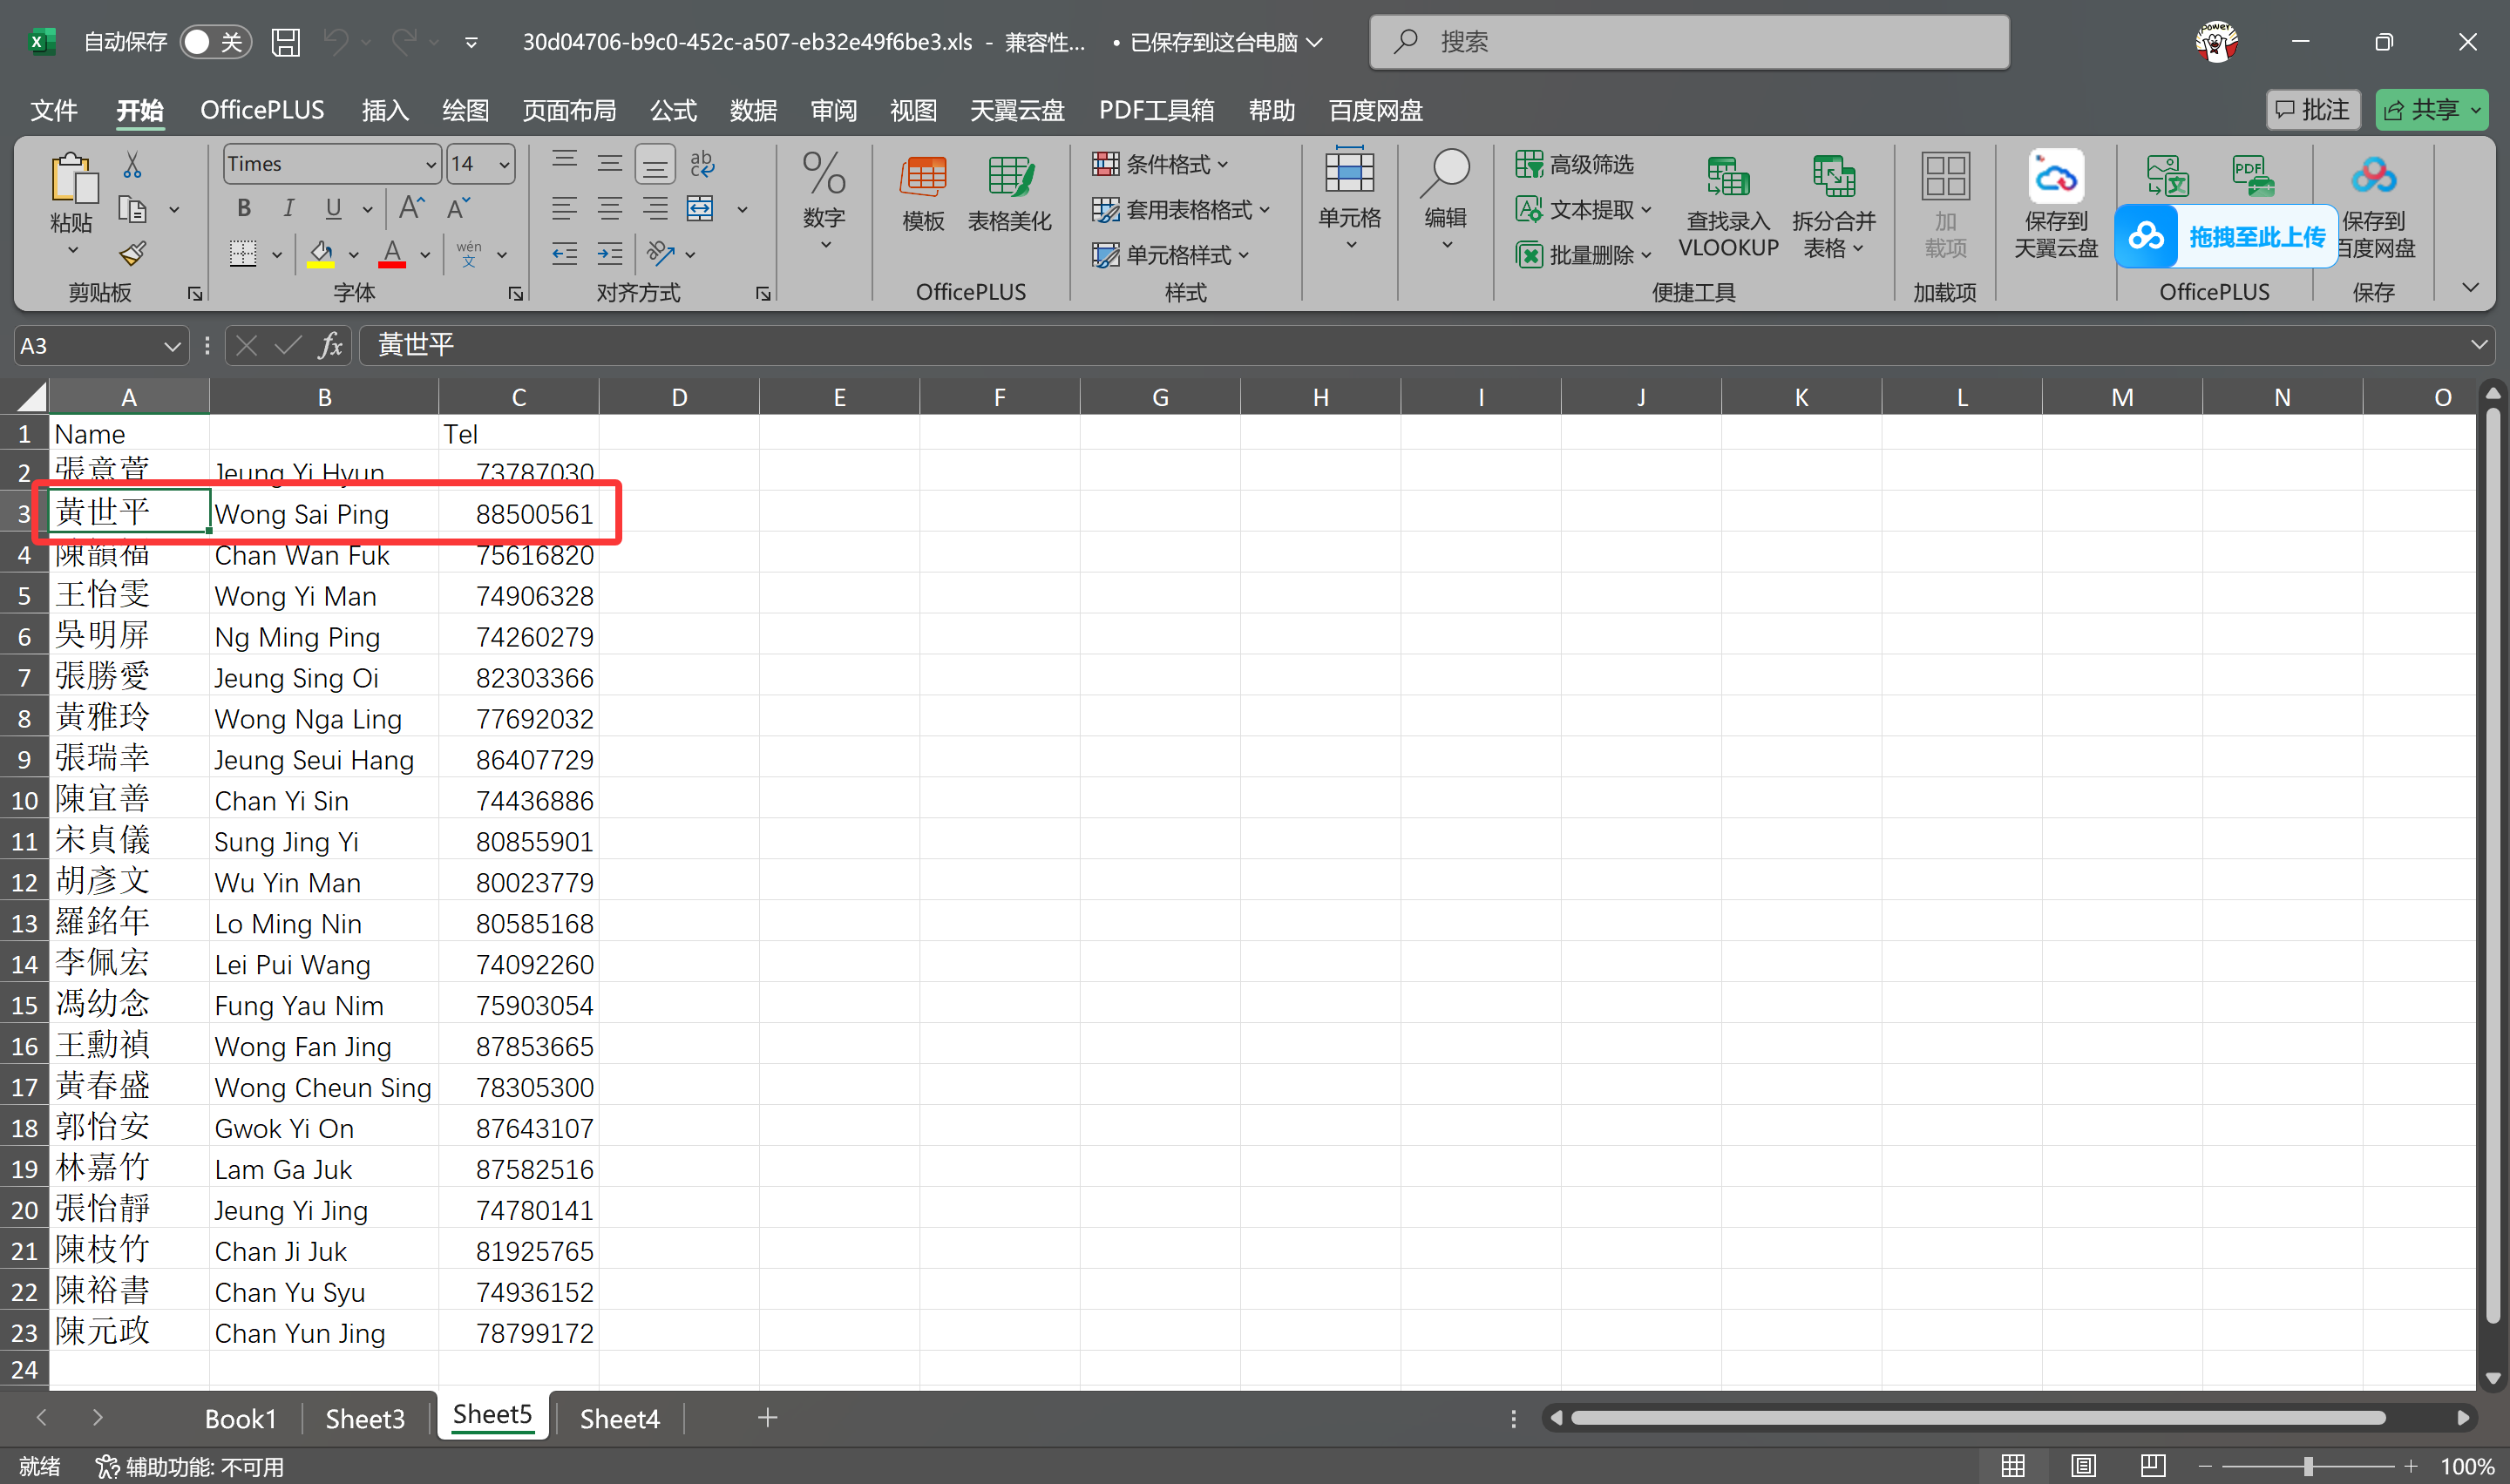 自动保存 关 30d04706-b9c0-452c-a507-eb32e49f6be3.xls - 兼容性... • 已保存到这台电脑 搜索
文件 开始 OfficePLUS 插入 绘图 页面布局 公式 数据 审阅 视图 天翼云盘 PDF工具箱 帮助 百度网盘 批注 共享
粘贴 Times 14 B I U A A A wén 文 ab 数字 模板 表格美化 条件格式 套用表格格式 单元格样式 单元格 编辑 高级筛选 文本提取 批量删除 查找录入 VLOOKUP 拆分合并 表格 加载项 保存到 天翼云盘 PDF 拖拽至此上传 保存到 百度网盘
剪贴板 字体 对齐方式 OfficePLUS 样式 便捷工具 加载项 OfficePLUS 保存
A3 fx 黃世平
A B C D E F G H I J K L M N O
1 Name Tel
2 張意萱 Jeung Yi Hyun 73787030
3 黃世平 Wong Sai Ping 88500561
4 陳韻福 Chan Wan Fuk 75616820
5 王怡雯 Wong Yi Man 74906328
6 吳明屏 Ng Ming Ping 74260279
7 張勝愛 Jeung Sing Oi 82303366
8 黃雅玲 Wong Nga Ling 77692032
9 張瑞幸 Jeung Seui Hang 86407729
10 陳宜善 Chan Yi Sin 74436886
11 宋貞儀 Sung Jing Yi 80855901
12 胡彥文 Wu Yin Man 80023779
13 羅銘年 Lo Ming Nin 80585168
14 李佩宏 Lei Pui Wang 74092260
15 馮幼念 Fung Yau Nim 75903054
16 王勳禎 Wong Fan Jing 87853665
17 黃春盛 Wong Cheun Sing 78305300
18 郭怡安 Gwok Yi On 87643107
19 林嘉竹 Lam Ga Juk 87582516
20 張怡靜 Jeung Yi Jing 74780141
21 陳枝竹 Chan Ji Juk 81925765
22 陳裕書 Chan Yu Syu 74936152
23 陳元政 Chan Yun Jing 78799172
24
Book1 Sheet3 Sheet5 Sheet4
就绪 辅助功能: 不可用 100%